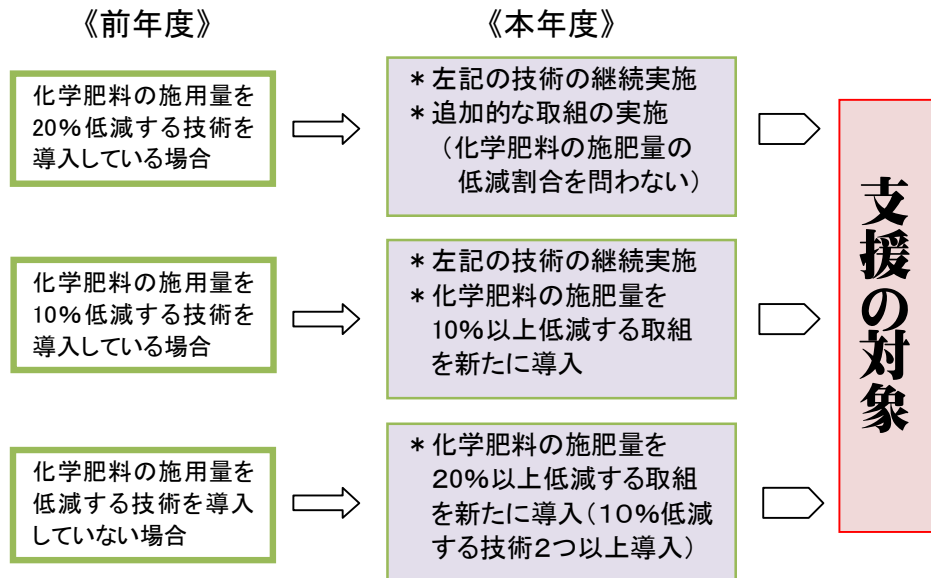 《前年度》
《本年度》
化学肥料の施用量を
20%低減する技術を
導入している場合
＊左記の技術の継続実施
＊追加的な取組の実施
（化学肥料の施肥量の
低減割合を問わない）
化学肥料の施用量を
10%低減する技術を
導入している場合
＊左記の技術の継続実施
＊化学肥料の施肥量を
10%以上低減する取組
を新たに導入
化学肥料の施用量を
低減する技術を導入
していない場合
＊化学肥料の施肥量を
20%以上低減する取組
を新たに導入（１０％低減
する技術２つ以上導入）
支援の対象